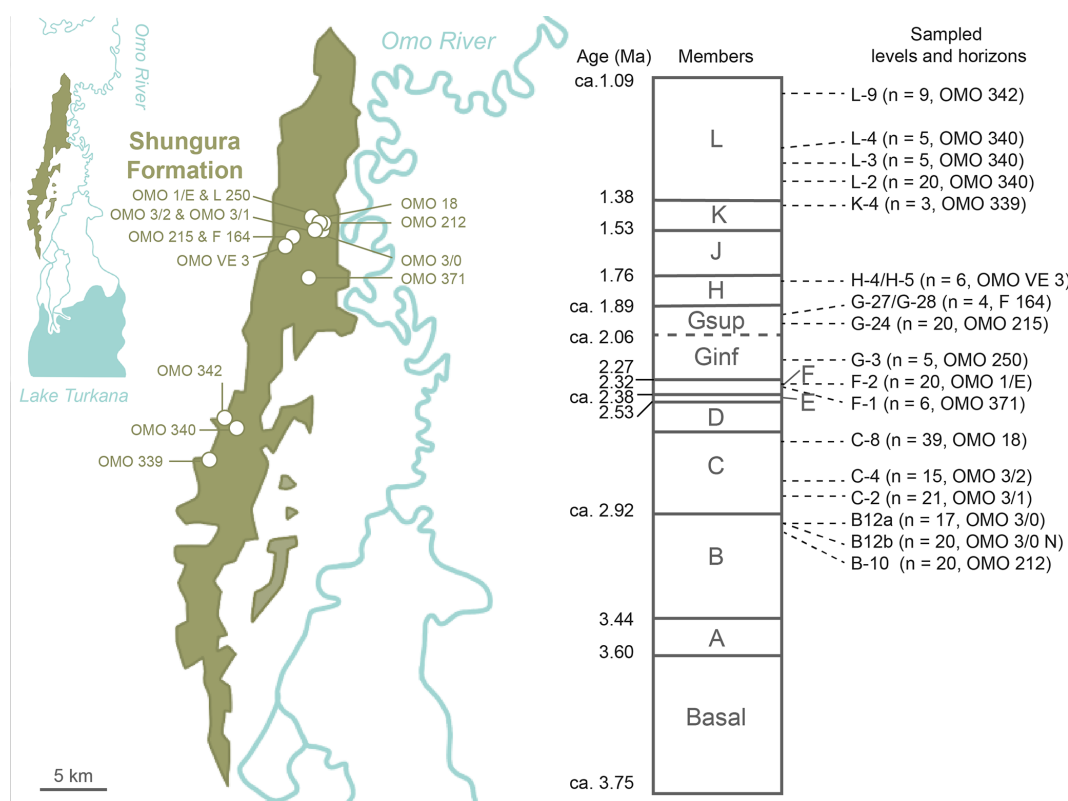 Omo River
Omo River
Lake Turkana
Shungura
Formation
OMO 1/E & L 250
OMO 3/2 & OMO 3/1
OMO 215 & F 164
OMO VE 3
OMO 18
OMO 212
OMO 3/0
OMO 371
OMO 342
OMO 340
OMO 339
5 km
Age (Ma)
Members
Sampled
levels and horizons
ca.1.09
1.38
1.53
1.76
ca. 1.89
ca. 2.06
2.27
2.32
ca. 2.38
2.53
ca. 2.92
3.44
3.60
ca. 3.75
L
K
J
H
Gsup
Ginf
F
E
D
C
B
A
Basal
L-9 (n = 9, OMO 342)
L-4 (n = 5, OMO 340)
L-3 (n = 5, OMO 340)
L-2 (n = 20, OMO 340)
K-4 (n = 3, OMO 339)
H-4/H-5 (n = 6, OMO VE 3)
G-27/G-28 (n = 4, F 164)
G-24 (n = 20, OMO 215)
G-3 (n = 5, OMO 250)
F-2 (n = 20, OMO 1/E)
F-1 (n = 6, OMO 371)
C-8 (n = 39, OMO 18)
C-4 (n = 15, OMO 3/2)
C-2 (n = 21, OMO 3/1)
B12a (n = 17, OMO 3/0)
B12b (n = 20, OMO 3/0 N)
B-10 (n = 20, OMO 212)